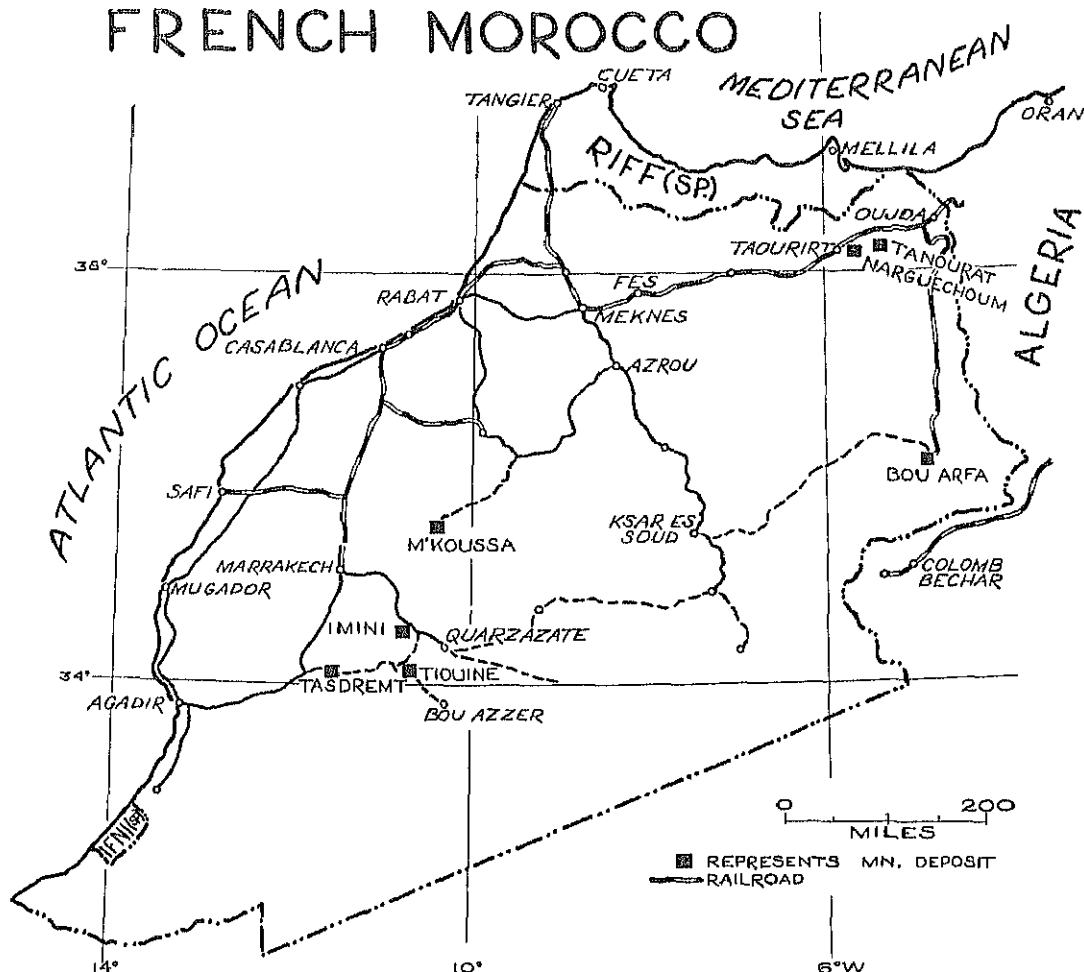 FRENCH MOROCCO
CUETA
MEDITERRANEAN
SEA
TANGIER
ORAN
MELLILA
RIFF (SP.)
OUJDA
ALGERIA
TAOURIRT
TANOURAT
NARGUECHOUM
38°
FES
RABAT
MEKNES
ATLANTIC OCEAN
CASABLANCA
AZROU
BOU ARFA
SAFI
KSAR ES
SOUD
M'KOUSSA
MARRAKECH
COLOMB
BECHAR
MUGADOR
IMINI
QUARZAZATE
34°
TASDREMT
TIOUINE
AGADIR
BOU AZZER
IFNI (SP.)
0 200
MILES
REPRESENTS MN. DEPOSIT
RAILROAD
14° 10° 6°W